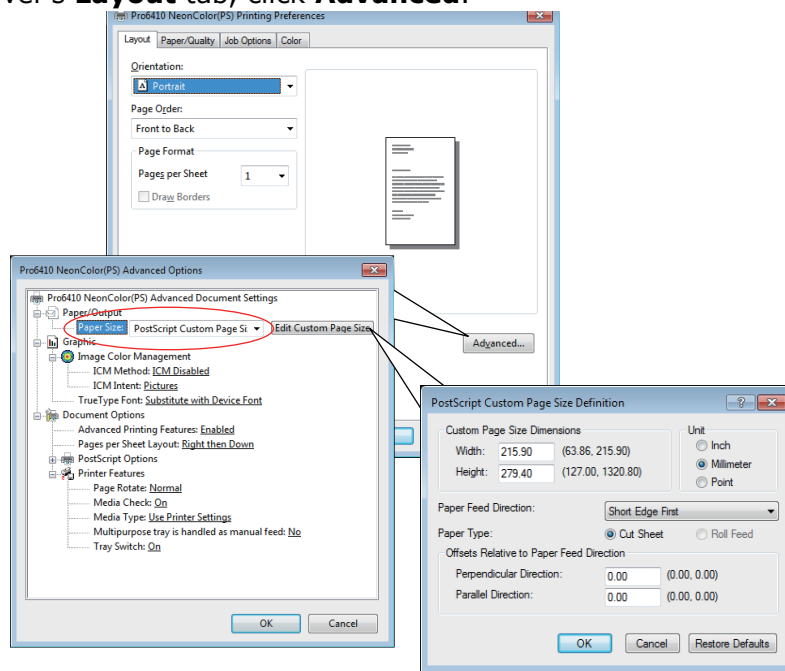 ver's Layout tab, click Advanced.
Pro6410 NeonColor(PS) Printing Preferences
Layout Paper/Quality Job Options Color
Orientation:
Portrait
Page Order:
Front to Back
Page Format
Pages per Sheet 1
Draw Borders
Advanced...
Pro6410 NeonColor(PS) Advanced Options
Pro6410 NeonColor(PS) Advanced Document Settings
Paper/Output
Paper Size: PostScript Custom Page Si Edit Custom Page Size
Graphic
Image Color Management
ICM Method: ICM Disabled
ICM Intent: Pictures
TrueType Font: Substitute with Device Font
Document Options
Advanced Printing Features: Enabled
Pages per Sheet Layout: Right then Down
PostScript Options
Printer Features
Page Rotate: Normal
Media Check: On
Media Type: Use Printer Settings
Multipurpose tray is handled as manual feed: No
Tray Switch: On
OK Cancel
PostScript Custom Page Size Definition
Custom Page Size Dimensions Unit
Width: 215.90 (63.86, 215.90) Inch
Height: 279.40 (127.00, 1320.80) Millimeter
Point
Paper Feed Direction: Short Edge First
Paper Type: Cut Sheet Roll Feed
Offsets Relative to Paper Feed Direction
Perpendicular Direction: 0.00 (0.00, 0.00)
Parallel Direction: 0.00 (0.00, 0.00)
OK Cancel Restore Defaults